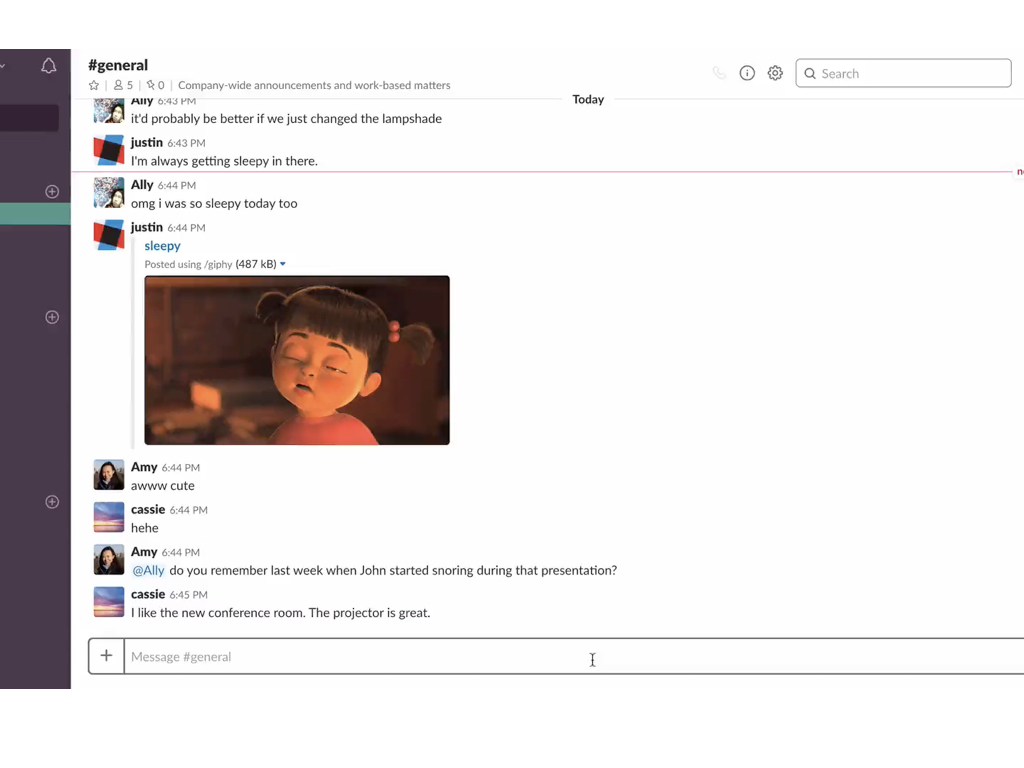 #general
5 | 0 | Company-wide announcements and work-based matters
Search
Today
Ally 6:43 PM
it'd probably be better if we just changed the lampshade
justin 6:43 PM
I'm always getting sleepy in there.
Ally 6:44 PM
omg i was so sleepy today too
justin 6:44 PM
sleepy
Posted using /giphy (487 kB)
Amy 6:44 PM
awww cute
cassie 6:44 PM
hehe
Amy 6:44 PM
@Ally do you remember last week when John started snoring during that presentation?
cassie 6:45 PM
I like the new conference room. The projector is great.
Message #general